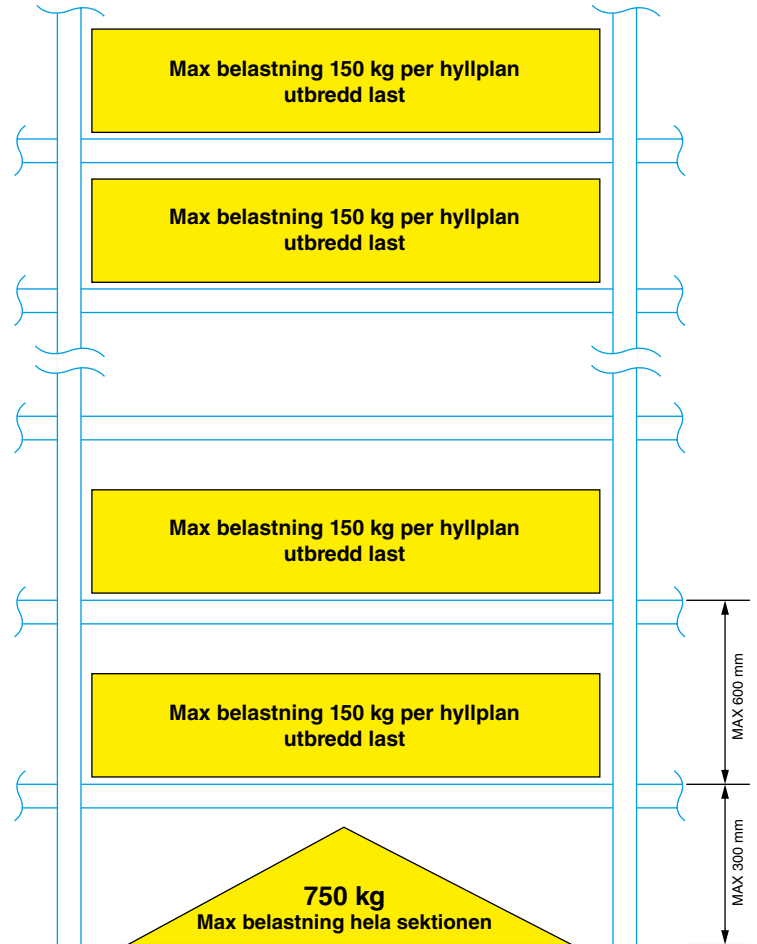 Max belastning 150 kg per hyllplan
utbredd last
Max belastning 150 kg per hyllplan
utbredd last
Max belastning 150 kg per hyllplan
utbredd last
MAX 600 mm
Max belastning 150 kg per hyllplan
utbredd last
MAX 300 mm
750 kg
Max belastning hela sektionen